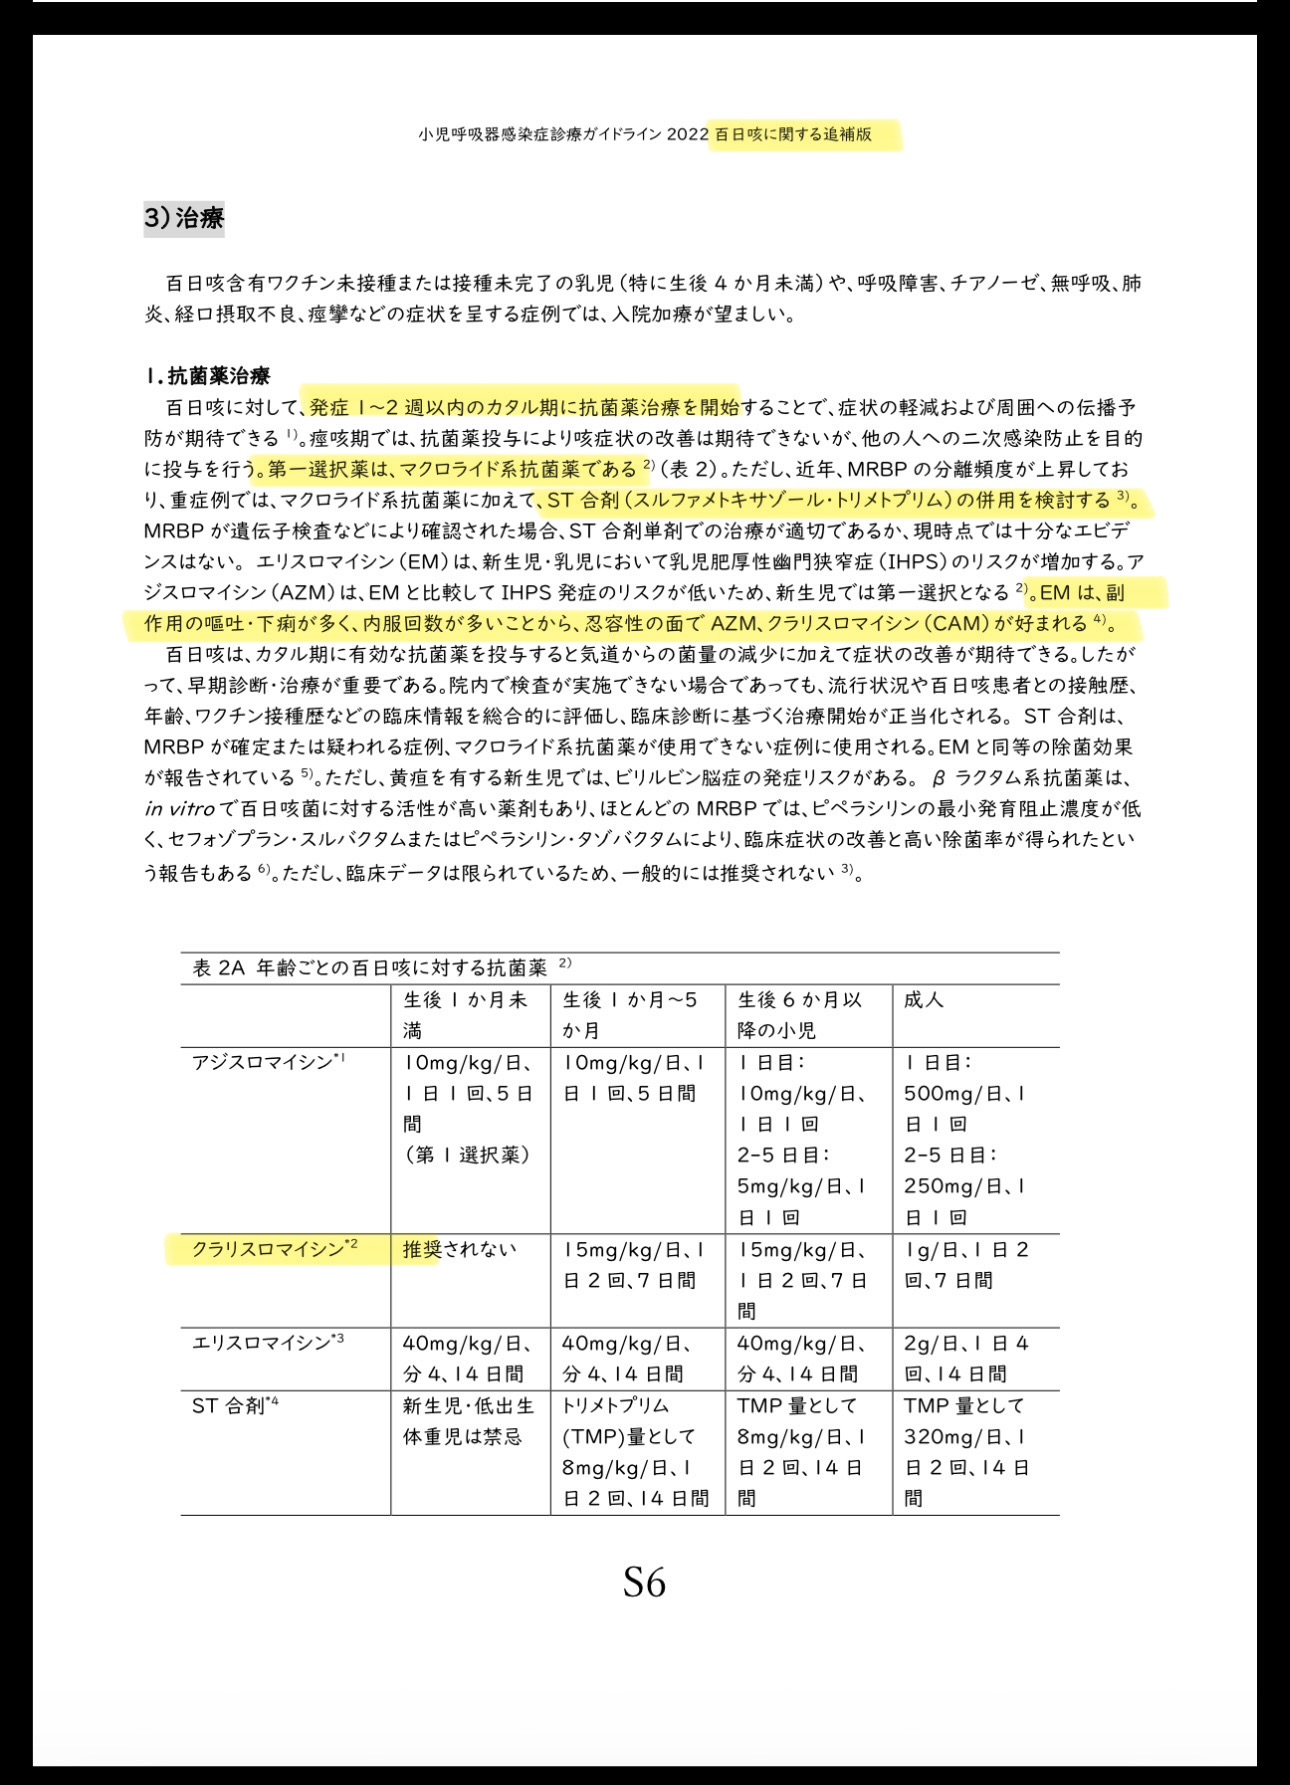 小児呼吸器感染症診療ガイドライン 2022 百日咳に関する追補版
3）治療
百日咳含有ワクチン未接種または接種未完了の乳児（特に生後 4 か月未満）や、呼吸障害、チアノーゼ、無呼吸、肺
炎、経口摂取不良、痙攣などの症状を呈する症例では、入院加療が望ましい。
1．抗菌薬治療
百日咳に対して、発症 1～2 週以内のカタル期に抗菌薬治療を開始することで、症状の軽減および周囲への伝播予
防が期待できる 1)。痙咳期では、抗菌薬投与により咳症状の改善は期待できないが、他の人への二次感染防止を目的
に投与を行う。第一選択薬は、マクロライド系抗菌薬である 2)（表 2）。ただし、近年、MRBP の分離頻度が上昇してお
り、重症例では、マクロライド系抗菌薬に加えて、ST 合剤（スルファメトキサゾール・トリメトプリム）の併用を検討する 3)。
MRBP が遺伝子検査などにより確認された場合、ST 合剤単剤での治療が適切であるか、現時点では十分なエビデ
ンスはない。 エリスロマイシン（EM）は、新生児・乳児において乳児肥厚性幽門狭窄症（IHPS）のリスクが増加する。ア
ジスロマイシン（AZM）は、EM と比較して IHPS 発症のリスクが低いため、新生児では第一選択となる 2)。EM は、副
作用の嘔吐・下痢が多く、内服回数が多いことから、忍容性の面で AZM、クラリスロマイシン（CAM）が好まれる 4)。
百日咳は、カタル期に有効な抗菌薬を投与すると気道からの菌量の減少に加えて症状の改善が期待できる。したが
って、早期診断・治療が重要である。院内で検査が実施できない場合であっても、流行状況や百日咳患者との接触歴、
年齢、ワクチン接種歴などの臨床情報を総合的に評価し、臨床診断に基づく治療開始が正当化される。 ST 合剤は、
MRBP が確定または疑われる症例、マクロライド系抗菌薬が使用できない症例に使用される。EM と同等の除菌効果
が報告されている 5)。ただし、黄疸を有する新生児では、ビリルビン脳症の発症リスクがある。 β ラクタム系抗菌薬は、
in vitro で百日咳菌に対する活性が高い薬剤もあり、ほとんどの MRBP では、ピペラシリンの最小発育阻止濃度が低
く、セフォゾプラン・スルバクタムまたはピペラシリン・タゾバクタムにより、臨床症状の改善と高い除菌率が得られたとい
う報告もある 6)。ただし、臨床データは限られているため、一般的には推奨されない 3)。
表 2A 年齢ごとの百日咳に対する抗菌薬 2)
生後 1 か月未
満
生後 1 か月～5
か月
生後 6 か月以
降の小児
成人
アジスロマイシン*1
10mg/kg/日、
1 日 1 回、5 日
間
（第 1 選択薬）
10mg/kg/日、1
日 1 回、5 日間
1 日目：
10mg/kg/日、
1 日 1 回
2-5 日目：
5mg/kg/日、1
日 1 回
1 日目：
500mg/日、1
日 1 回
2-5 日目：
250mg/日、1
日 1 回
クラリスロマイシン*2
推奨されない
15mg/kg/日、1
日 2 回、7 日間
15mg/kg/日、
1 日 2 回、7 日
間
1g/日、1 日 2
回、7 日間
エリスロマイシン*3
40mg/kg/日、
分 4、14 日間
40mg/kg/日、
分 4、14 日間
40mg/kg/日、
分 4、14 日間
2g/日、1 日 4
回、14 日間
ST 合剤*4
新生児・低出生
体重児は禁忌
トリメトプリム
(TMP)量として
8mg/kg/日、1
日 2 回、14 日間
TMP 量として
8mg/kg/日、1
日 2 回、14 日
間
TMP 量として
320mg/日、1
日 2 回、14 日
間
S6